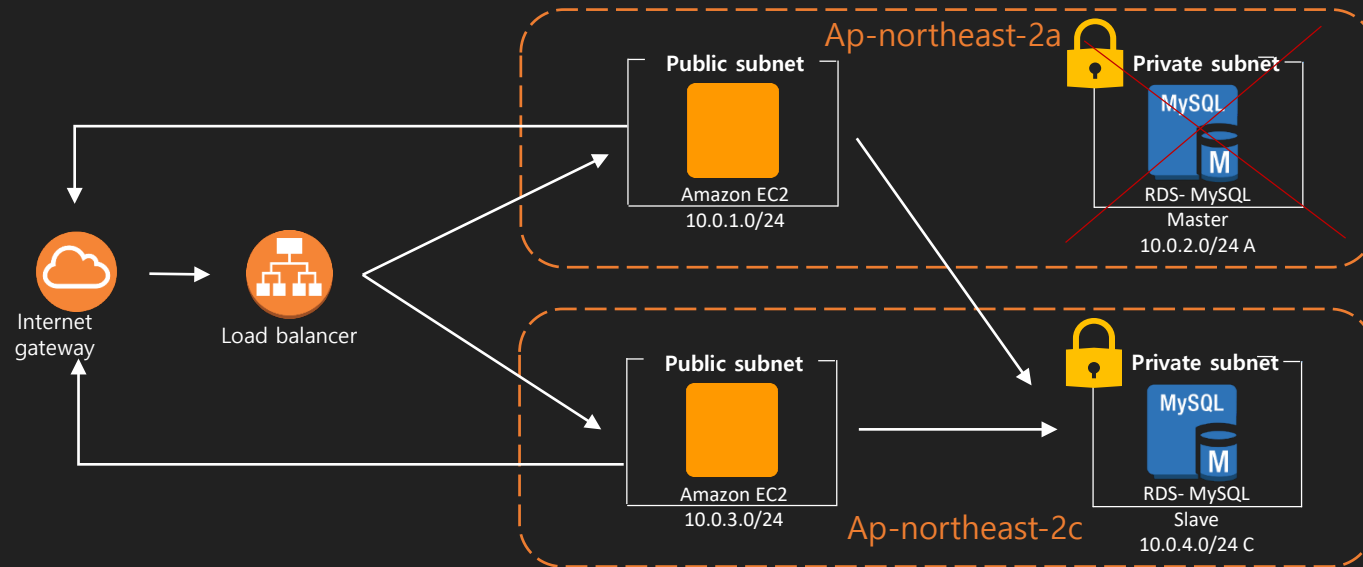 Ap-northeast-2a
Public subnet
Amazon EC2
10.0.1.0/24
Private subnet
MySQL
M
RDS- MySQL
Master
10.0.2.0/24 A
Internet
gateway
Load balancer
Public subnet
Amazon EC2
10.0.3.0/24
Private subnet
MySQL
M
RDS- MySQL
Slave
10.0.4.0/24 C
Ap-northeast-2c